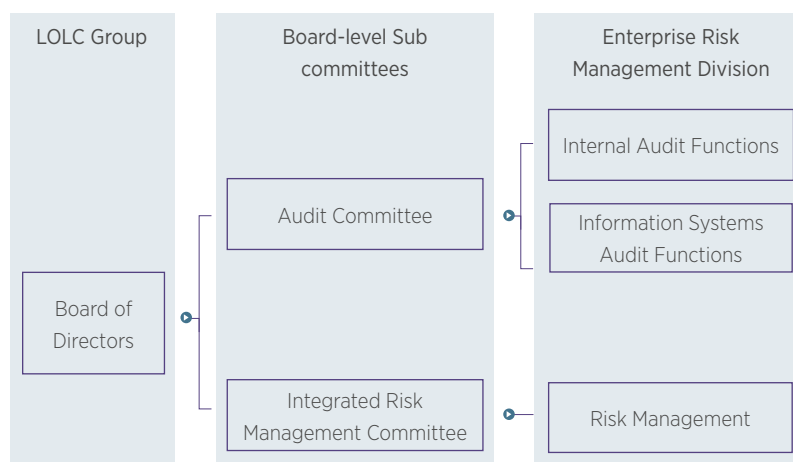 LOLC Group
Board of
Directors
Board-level Sub
committees
Audit Committee
Integrated Risk
Management Committee
Enterprise Risk
Management Division
Internal Audit Functions
Information Systems
Audit Functions
Risk Management